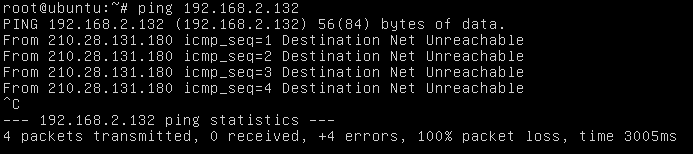 root@ubuntu:~# ping 192.168.2.132
PING 192.168.2.132 (192.168.2.132) 56(84) bytes of data.
From 210.28.131.180 icmp_seq=1 Destination Net Unreachable
From 210.28.131.180 icmp_seq=2 Destination Net Unreachable
From 210.28.131.180 icmp_seq=3 Destination Net Unreachable
From 210.28.131.180 icmp_seq=4 Destination Net Unreachable
^C
--- 192.168.2.132 ping statistics ---
4 packets transmitted, 0 received, +4 errors, 100% packet loss, time 3005ms